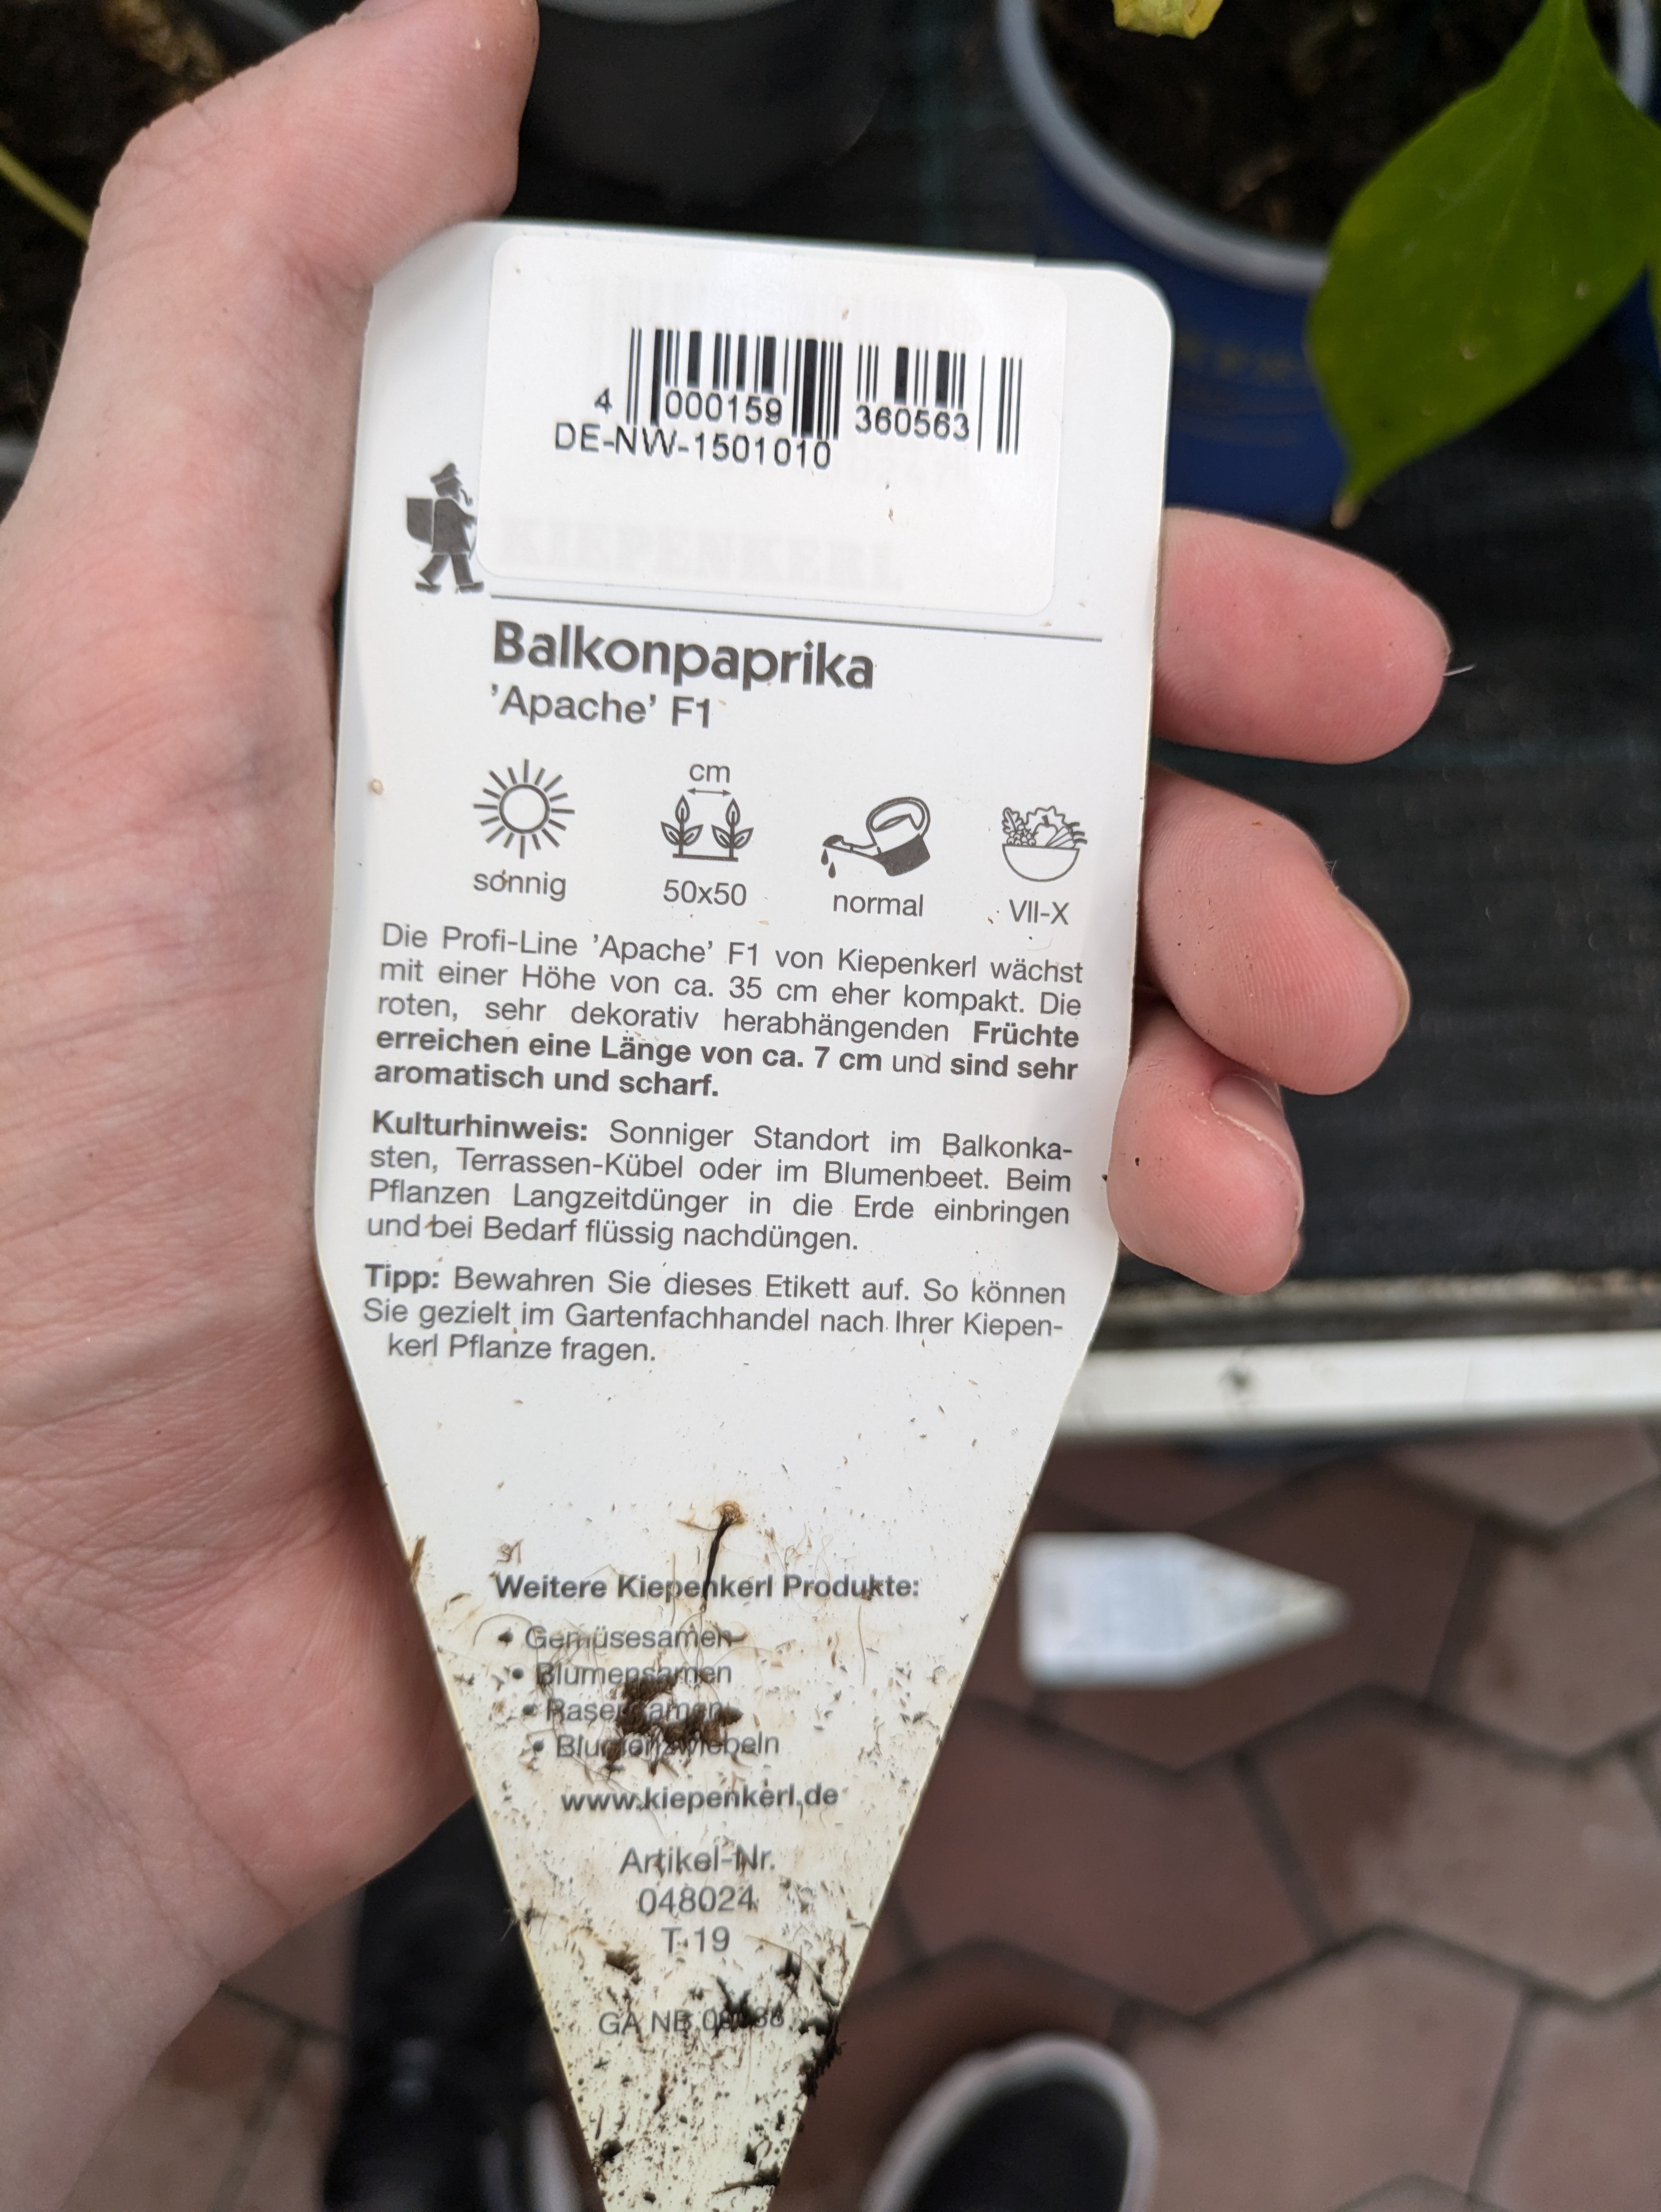 4 000159 360563
DE-NW-1501010
KIEPENKERL
Balkonpaprika
’Apache’ F1
cm
sonnig 50x50 normal VII-X
Die Profi-Line ’Apache’ F1 von Kiepenkerl wächst
mit einer Höhe von ca. 35 cm eher kompakt. Die
roten, sehr dekorativ herabhängenden Früchte
erreichen eine Länge von ca. 7 cm und sind sehr
aromatisch und scharf.
Kulturhinweis: Sonniger Standort im Balkonka-
sten, Terrassen-Kübel oder im Blumenbeet. Beim
Pflanzen Langzeitdünger in die Erde einbringen
und bei Bedarf flüssig nachdüngen.
Tipp: Bewahren Sie dieses Etikett auf. So können
Sie gezielt im Gartenfachhandel nach Ihrer Kiepen-
kerl Pflanze fragen.
Weitere Kiepenkerl Produkte:
• Gemüsesamen
• Blumensamen
• Rasensamen
• Blumenzwiebeln
www.kiepenkerl.de
Artikel-Nr.
048024
T 19
GA NB